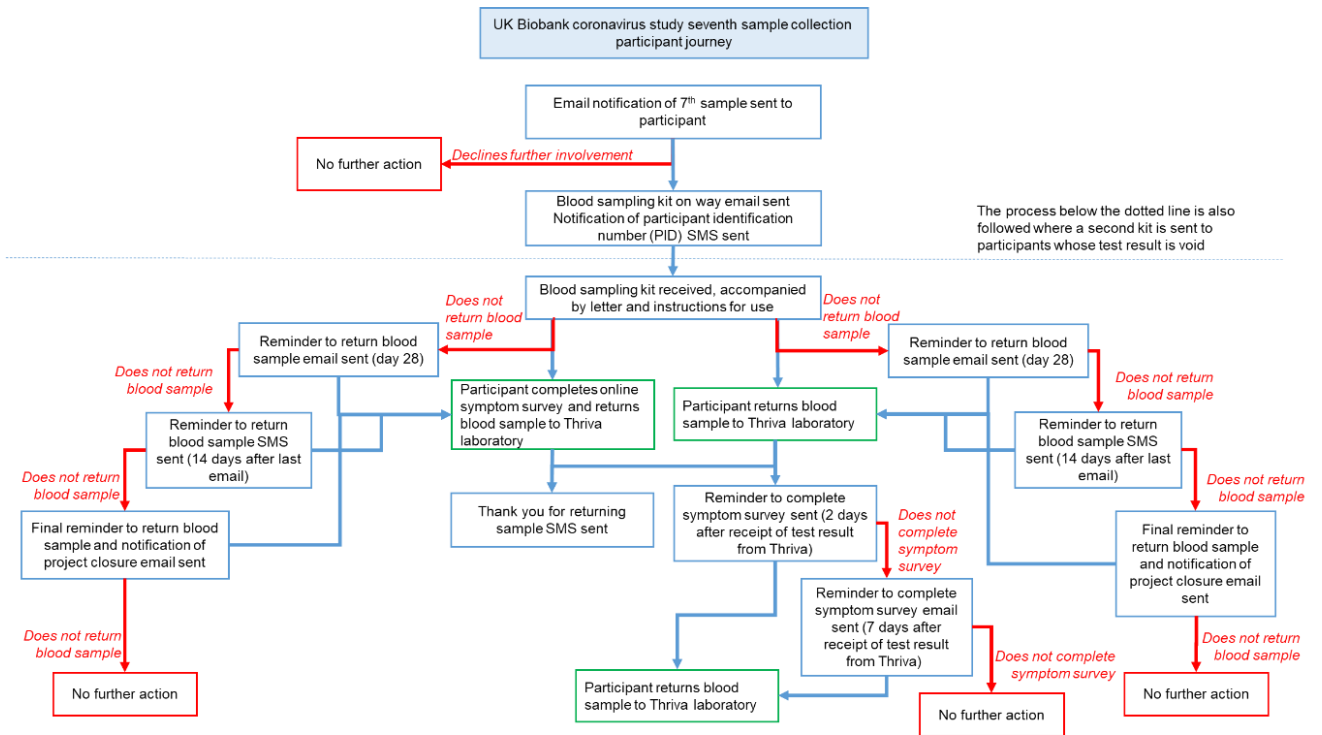 UK Biobank coronavirus study seventh sample collection
participant journey
Email notification of 7th sample sent to
participant
No further action
Declines further involvement
Blood sampling kit on way email sent
Notification of participant identification
number (PID) SMS sent
The process below the dotted line is also
followed where a second kit is sent to
participants whose test result is void
Blood sampling kit received, accompanied
by letter and instructions for use
Does not
return blood
sample
Does not
return blood
sample
Reminder to return blood
sample email sent (day 28)
Reminder to return blood
sample email sent (day 28)
Does not return
blood sample
Does not return
blood sample
Participant completes online
symptom survey and returns
blood sample to Thriva
laboratory
Participant returns blood
sample to Thriva laboratory
Reminder to return
blood sample SMS
sent (14 days after last
email)
Reminder to return
blood sample SMS
sent (14 days after last
email)
Does not return
blood sample
Does not return
blood sample
Thank you for returning
sample SMS sent
Reminder to complete
symptom survey sent (2 days
after receipt of test result
from Thriva)
Does not
complete
symptom
survey
Final reminder to return blood
sample and notification of
project closure email sent
Final reminder to
return blood sample
and notification of
project closure email
sent
Reminder to complete
symptom survey email
sent (7 days after
receipt of test result
from Thriva)
Does not return
blood sample
Does not return
blood sample
Does not complete
symptom survey
No further action
Participant returns blood
sample to Thriva laboratory
No further action
No further action